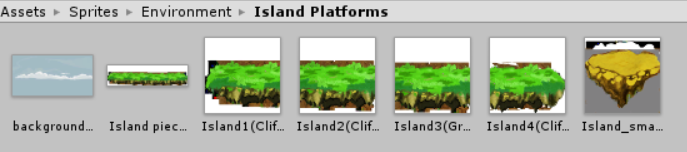 Assets ▸ Sprites ▸ Environment ▸ Island Platforms
background... Island piec... Island1(Clif... Island2(Clif... Island3(Gr... Island4(Clif... Island_sma...